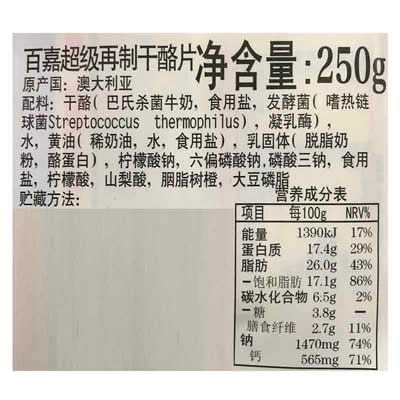 百嘉超级再制干酪片净含量:250g
原产国:澳大利亚
配料:干酪(巴氏杀菌牛奶,食用盐,发酵菌(嗜热链
球菌Streptococcus thermophilus),凝乳酶),
水,黄油(稀奶油,水,食用盐),乳固体(脱脂奶
粉,酪蛋白),柠檬酸钠,六偏磷酸钠,磷酸三钠,食用
盐,柠檬酸,山梨酸,胭脂树橙,大豆磷脂
贮藏方法:
营养成分表
项目 每100g NRV%
能量 1390kJ 17%
蛋白质 17.4g 29%
脂肪 26.0g 43%
—饱和脂肪 17.1g 86%
碳水化合物 6.5g 2%
—糖 3.8g —
膳食纤维 2.7g 11%
钠 1470mg 74%
钙 565mg 71%